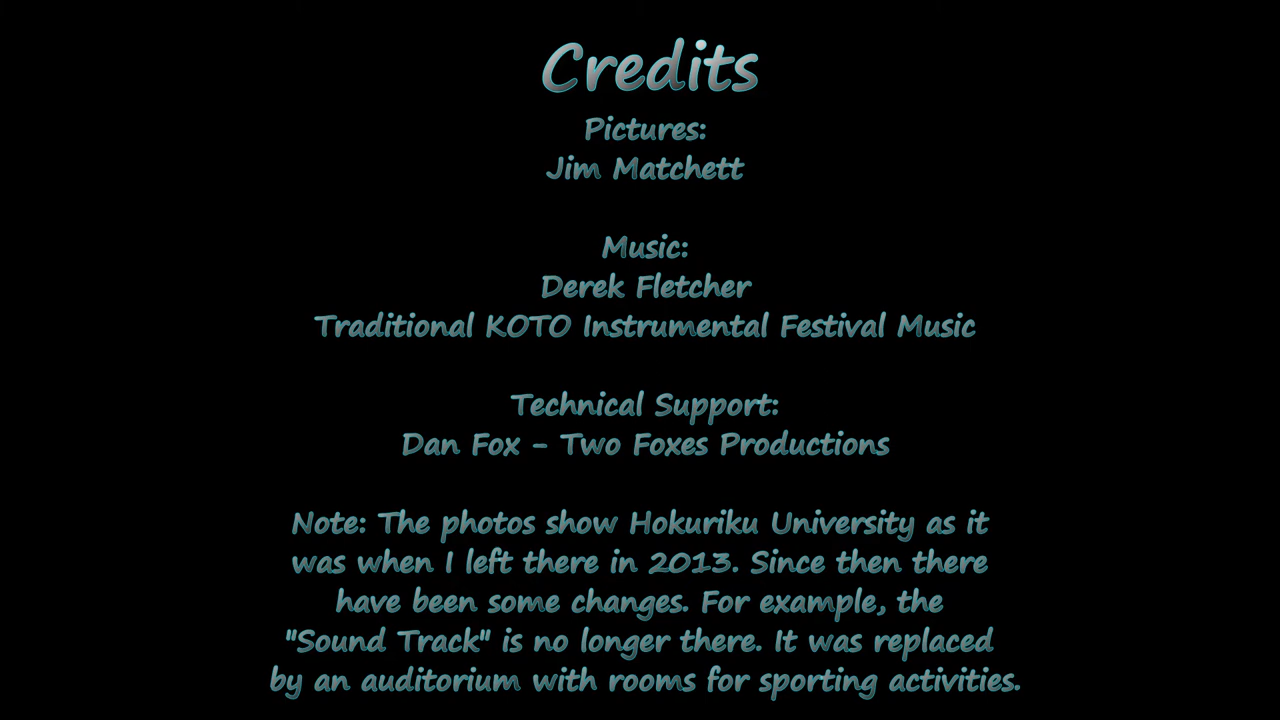 Credits
Pictures:
Jim Matchett
Music:
Derek Fletcher
Traditional KOTO Instrumental Festival Music
Technical Support:
Dan Fox - Two Foxes Productions
Note: The photos show Hokuriku University as it
was when I left there in 2013. Since then there
have been some changes. For example, the
"Sound Track" is no longer there. It was replaced
by an auditorium with rooms for sporting activities.